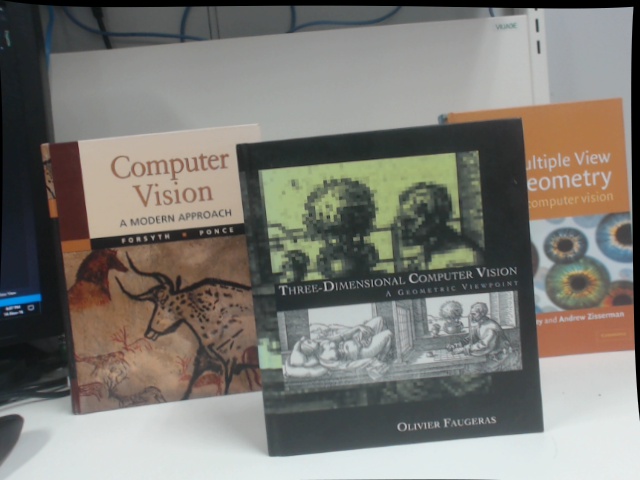 Computer
Vision
A MODERN APPROACH
FORSYTH PONCE
THREE-DIMENSIONAL COMPUTER VISION
A GEOMETRIC VIEWPOINT
OLIVIER FAUGERAS
ultiple View
eometry
computer vision
ey and Andrew Zisserman